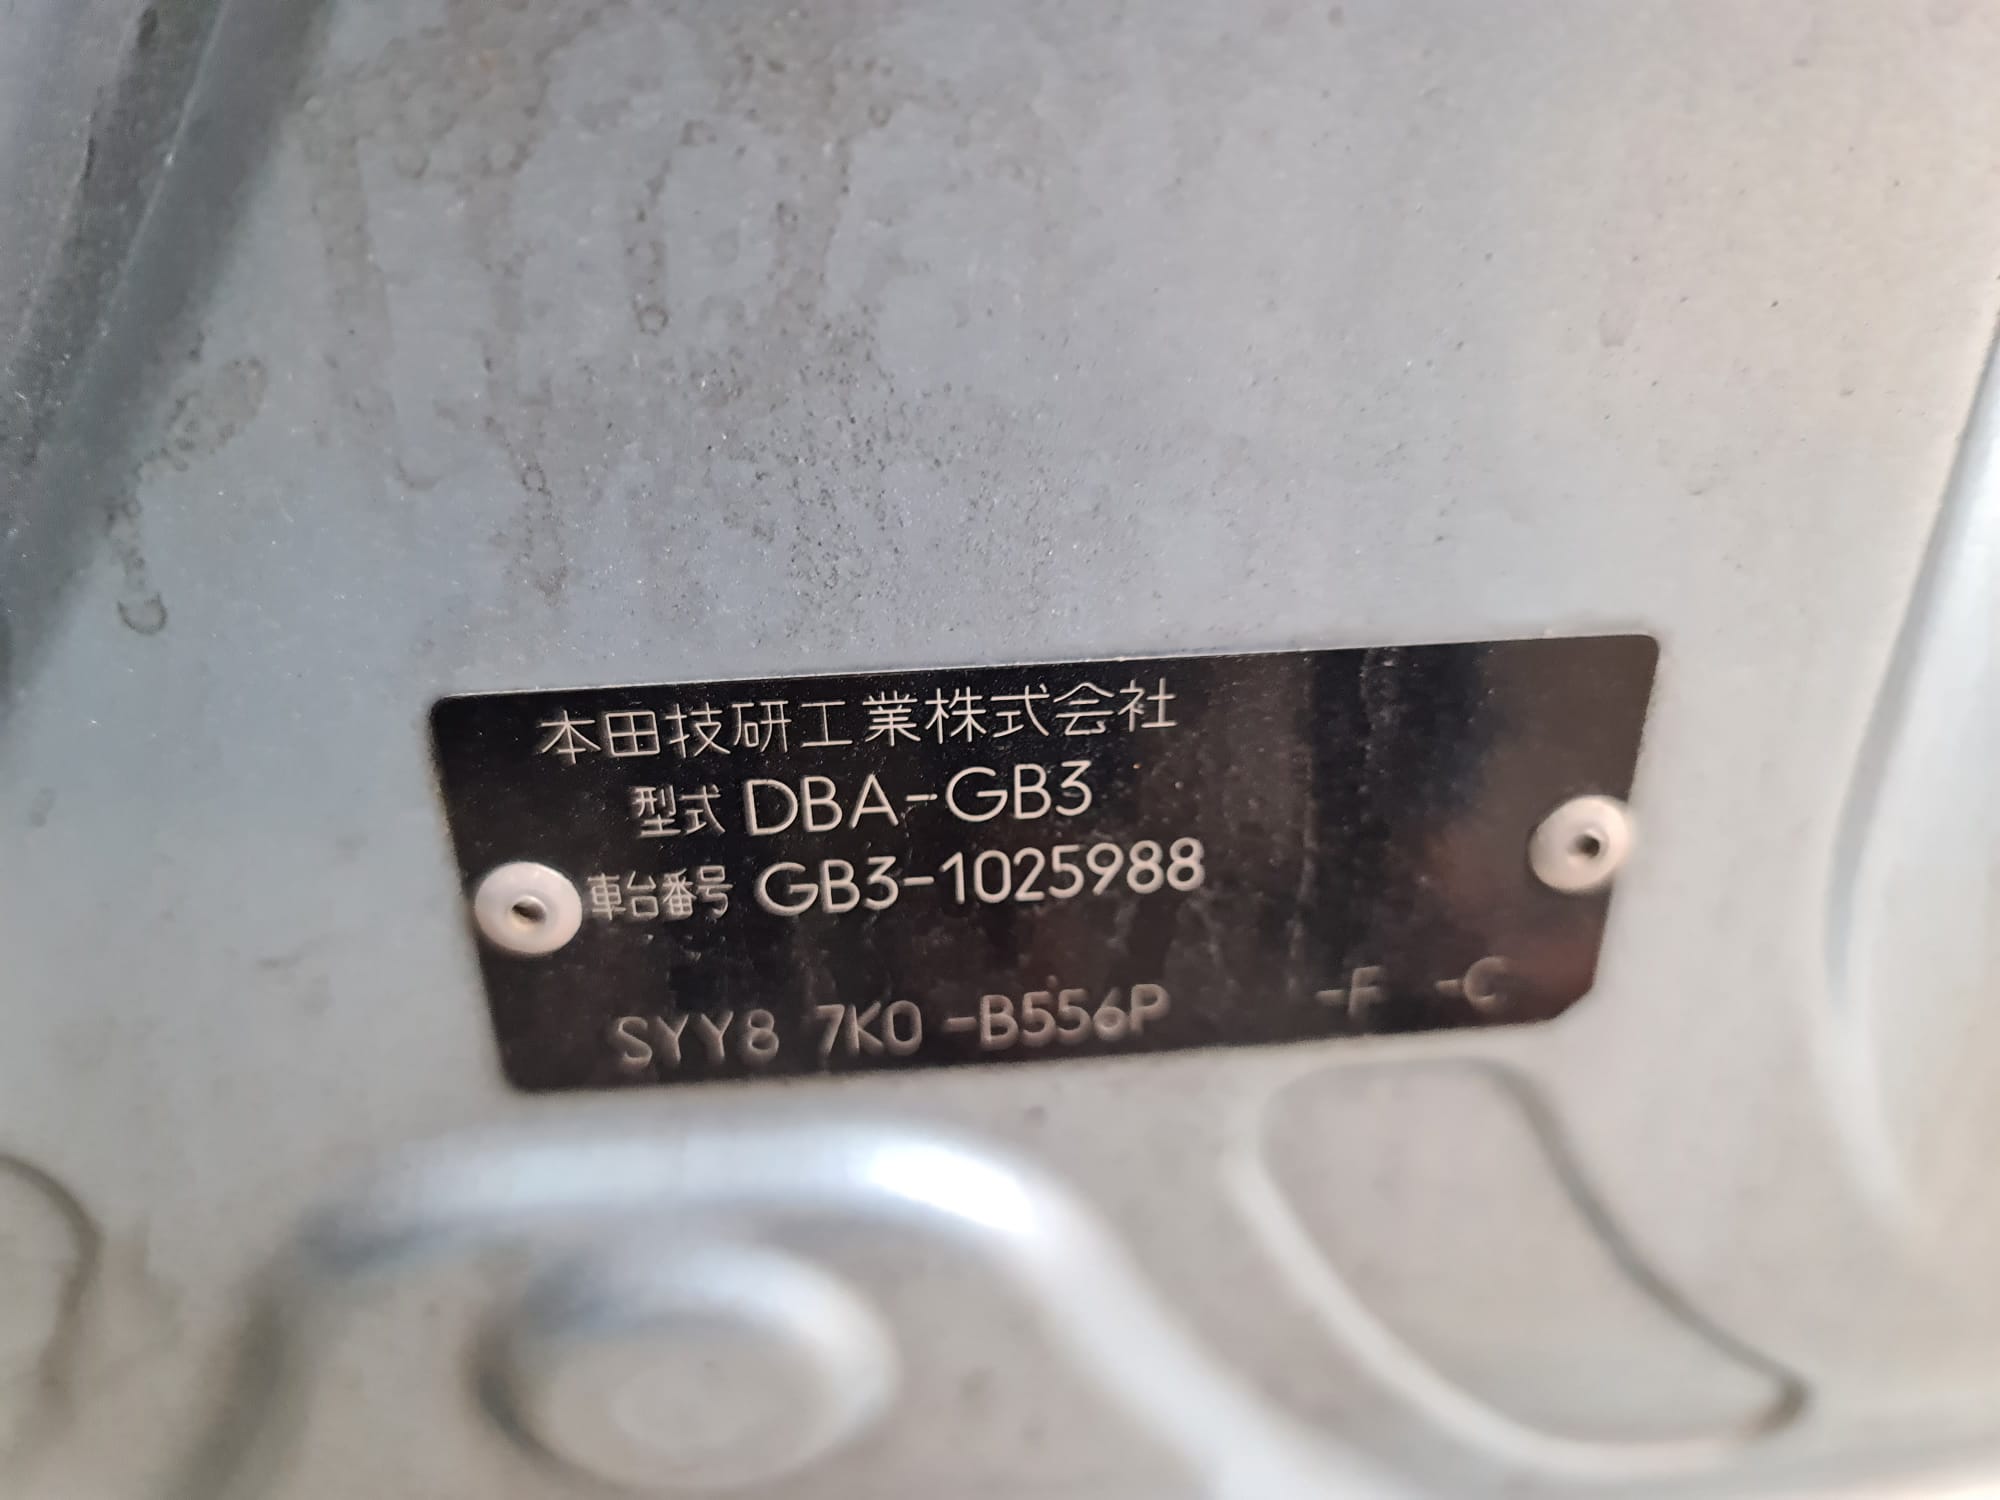 本田技研工業株式会社
型式 DBA-GB3
車台番号 GB3-1025988
SYY8 7K0 -B556P -F -C